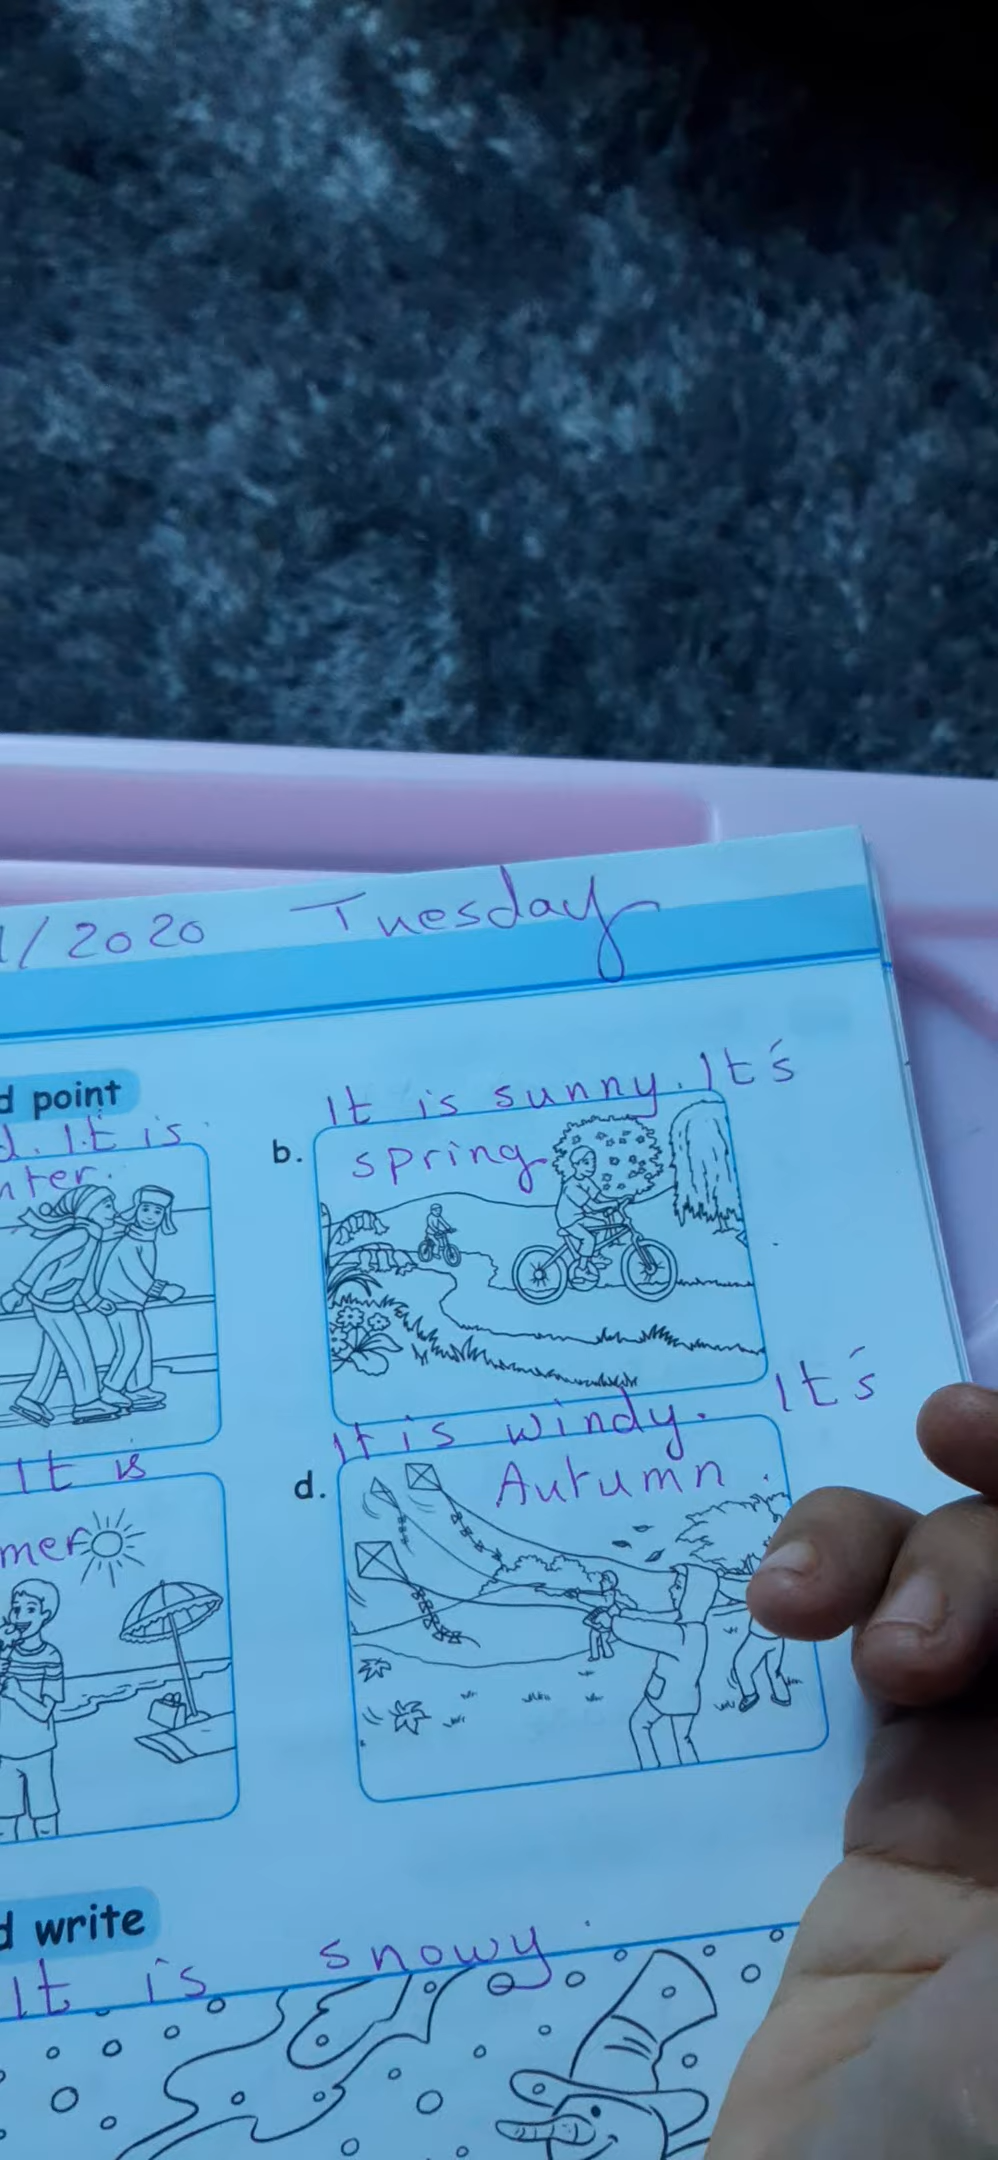 1/2020 Tuesday
d point
It is sunny. It's
d. It is
b. spring
nter.
It is windy. It's
It is
d. Autumn.
mer
d write
It is snowy.